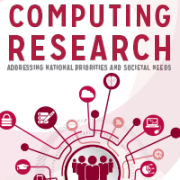 COMPUTING
RESEARCH
ADDRESSING NATIONAL PRIORITIES AND SOCIETAL NEEDS